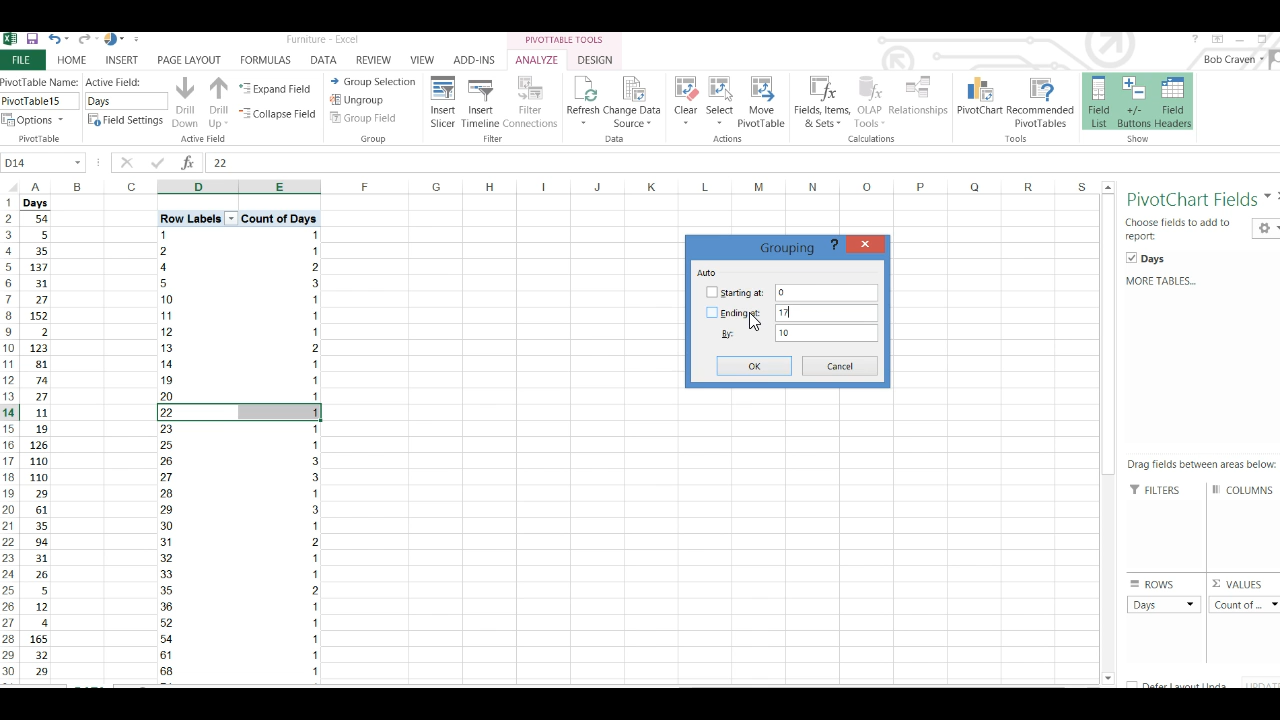 Furniture - Excel
PIVOTTABLE TOOLS
?
FILE HOME INSERT PAGE LAYOUT FORMULAS DATA REVIEW VIEW ADD-INS ANALYZE DESIGN Bob Craven
PivotTable Name:
PivotTable15
Options
PivotTable
Active Field:
Days
Field Settings
Drill Down
Drill Up
Expand Field
Collapse Field
Active Field
Group Selection
Ungroup
Group Field
Group
Insert Slicer
Insert Timeline
Filter Connections
Filter
Refresh
Change Data Source
Data
Clear
Select
Move PivotTable
Actions
Fields, Items, & Sets
OLAP Tools
Relationships
Calculations
PivotChart
Recommended PivotTables
Tools
Field List
+/- Buttons
Field Headers
Show
D14 fx 22
A B C D E F G H I J K L M N O P Q R S
1 Days
2 54 Row Labels Count of Days
3 5 1 1
4 35 2 1
5 137 4 2
6 31 5 3
7 27 10 1
8 152 11 1
9 2 12 1
10 123 13 2
11 81 14 1
12 74 19 1
13 27 20 1
14 11 22 1
15 19 23 1
16 126 25 1
17 110 26 3
18 110 27 3
19 29 28 1
20 61 29 3
21 35 30 1
22 94 31 2
23 31 32 1
24 26 33 1
25 5 35 2
26 12 36 1
27 4 52 1
28 165 54 1
29 32 61 1
30 29 68 1
Grouping ?
Auto
Starting at: 0
Ending at: 17
By: 10
OK Cancel
PivotChart Fields
Choose fields to add to
report:
Days
MORE TABLES...
Drag fields between areas below:
FILTERS COLUMNS
ROWS VALUES
Days Count of ...